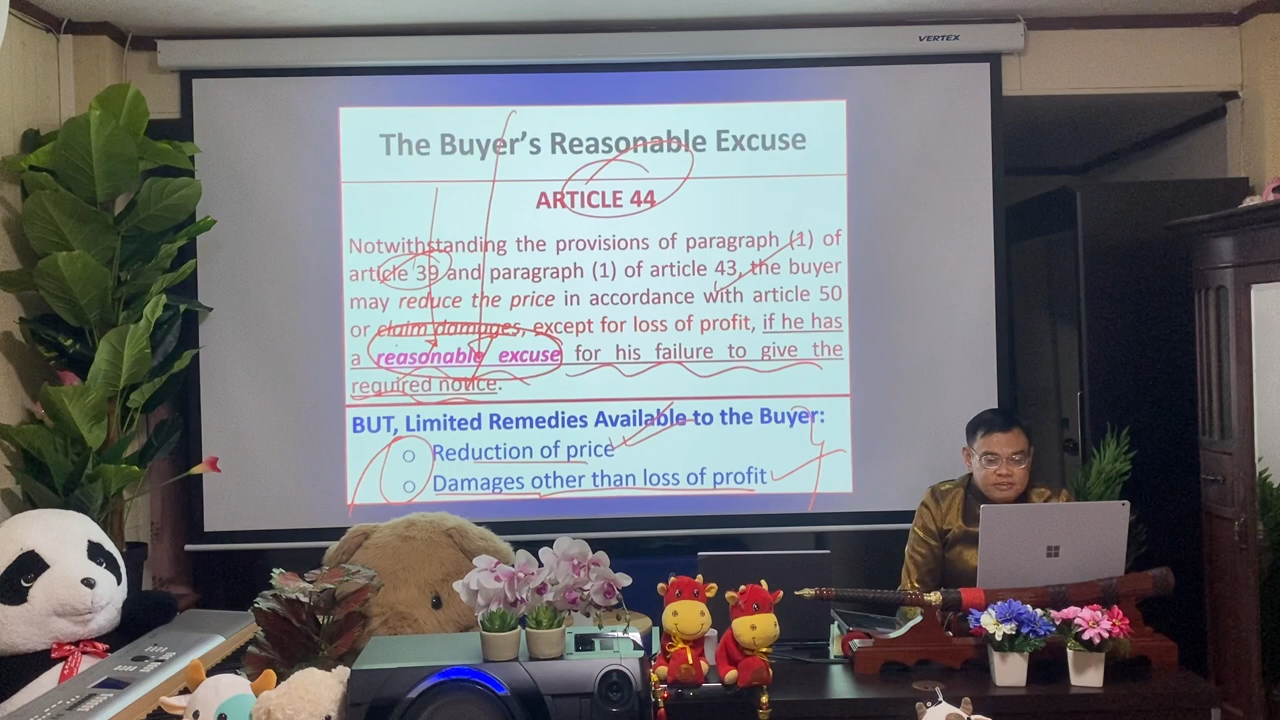 VERTEX
The Buyer's Reasonable Excuse
ARTICLE 44
Notwithstanding the provisions of paragraph (1) of
article 39 and paragraph (1) of article 43, the buyer
may reduce the price in accordance with article 50
or claim damages, except for loss of profit, if he has
a reasonable excuse for his failure to give the
required notice.
BUT, Limited Remedies Available to the Buyer:
Reduction of price
Damages other than loss of profit